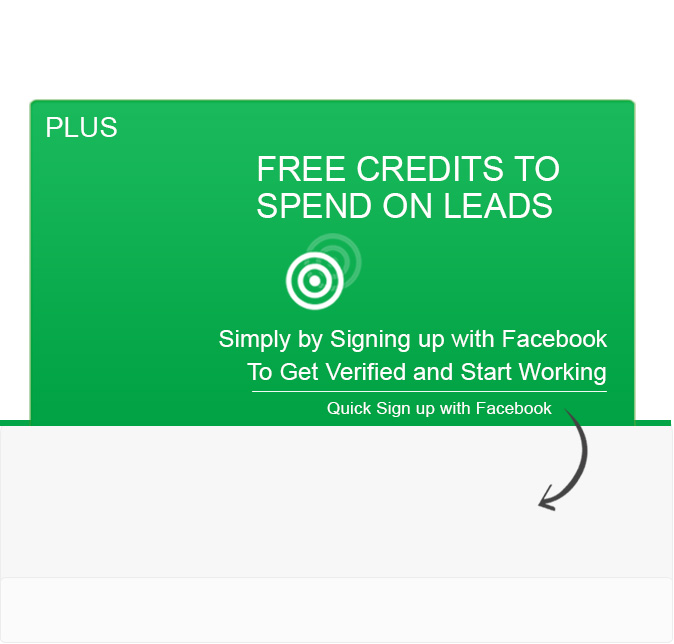 PLUS
FREE CREDITS TO
SPEND ON LEADS
Simply by Signing up with Facebook
To Get Verified and Start Working
Quick Sign up with Facebook